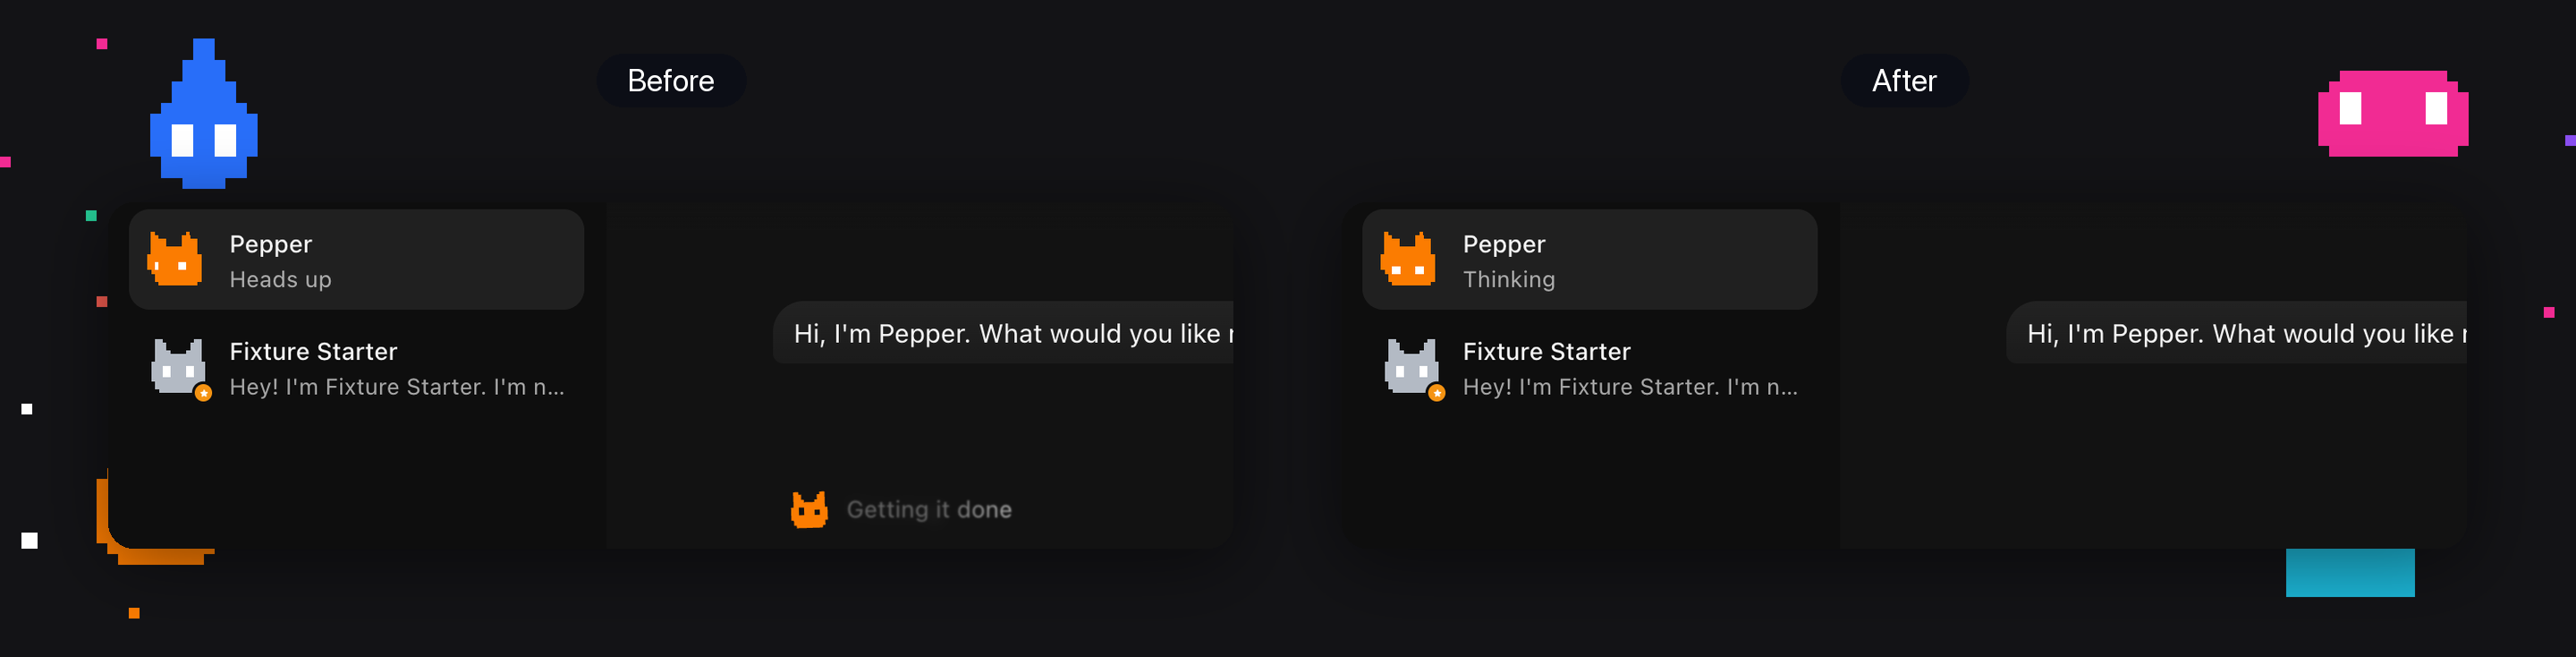 Before
After
Pepper
Heads up
Fixture Starter
Hey! I'm Fixture Starter. I'm n...
Hi, I'm Pepper. What would you like
Getting it done
Pepper
Thinking
Fixture Starter
Hey! I'm Fixture Starter. I'm n...
Hi, I'm Pepper. What would you like